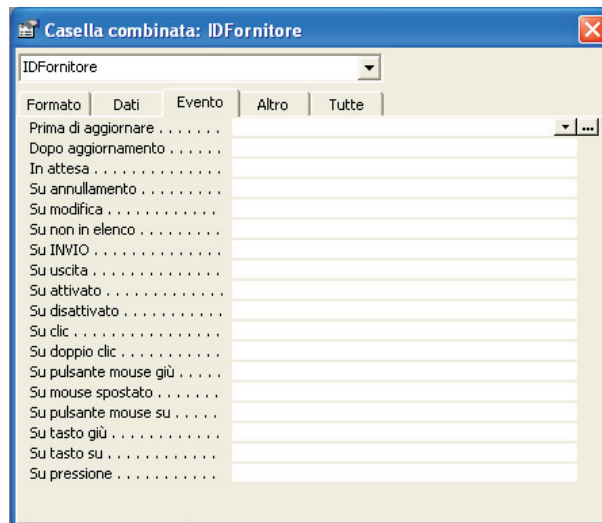 Casella combinata: IDFornitore
IDFornitore
Formato Dati Evento Altro Tutte
Prima di aggiornare . . . . . . .
Dopo aggiornamento . . . . . .
In attesa . . . . . . . . . . . . . .
Su annullamento . . . . . . . . .
Su modifica . . . . . . . . . . . .
Su non in elenco . . . . . . . . .
Su INVIO . . . . . . . . . . . . . .
Su uscita . . . . . . . . . . . . . .
Su attivato . . . . . . . . . . . . .
Su disattivato . . . . . . . . . . .
Su clic . . . . . . . . . . . . . . . .
Su doppio clic . . . . . . . . . . .
Su pulsante mouse giù . . . . .
Su mouse spostato . . . . . . .
Su pulsante mouse su . . . . .
Su tasto giù . . . . . . . . . . . .
Su tasto su . . . . . . . . . . . . .
Su pressione . . . . . . . . . . .